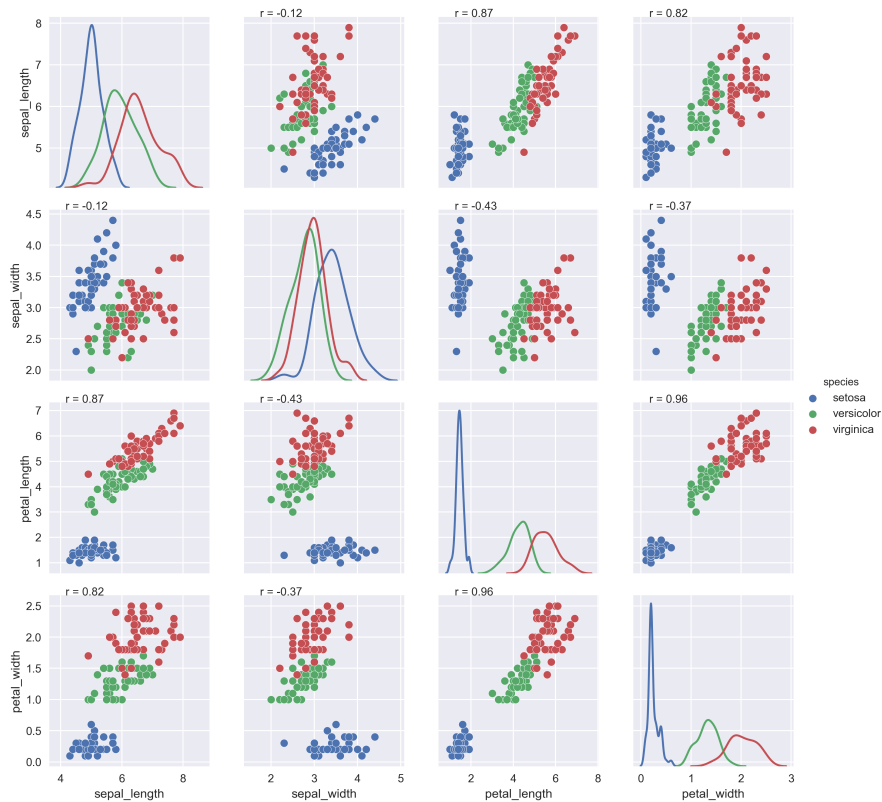 r = -0.12
r = 0.87
r = 0.82
8
7
6
5
sepal_length
r = -0.12
r = -0.43
r = -0.37
4.5
4.0
3.5
3.0
2.5
2.0
sepal_width
species
setosa
versicolor
virginica
r = 0.87
r = -0.43
r = 0.96
7
6
5
4
3
2
1
petal_length
r = 0.82
r = -0.37
r = 0.96
2.5
2.0
1.5
1.0
0.5
0.0
petal_width
4 6 8
2 3 4 5
2 4 6 8
0 1 2 3
sepal_length
sepal_width
petal_length
petal_width